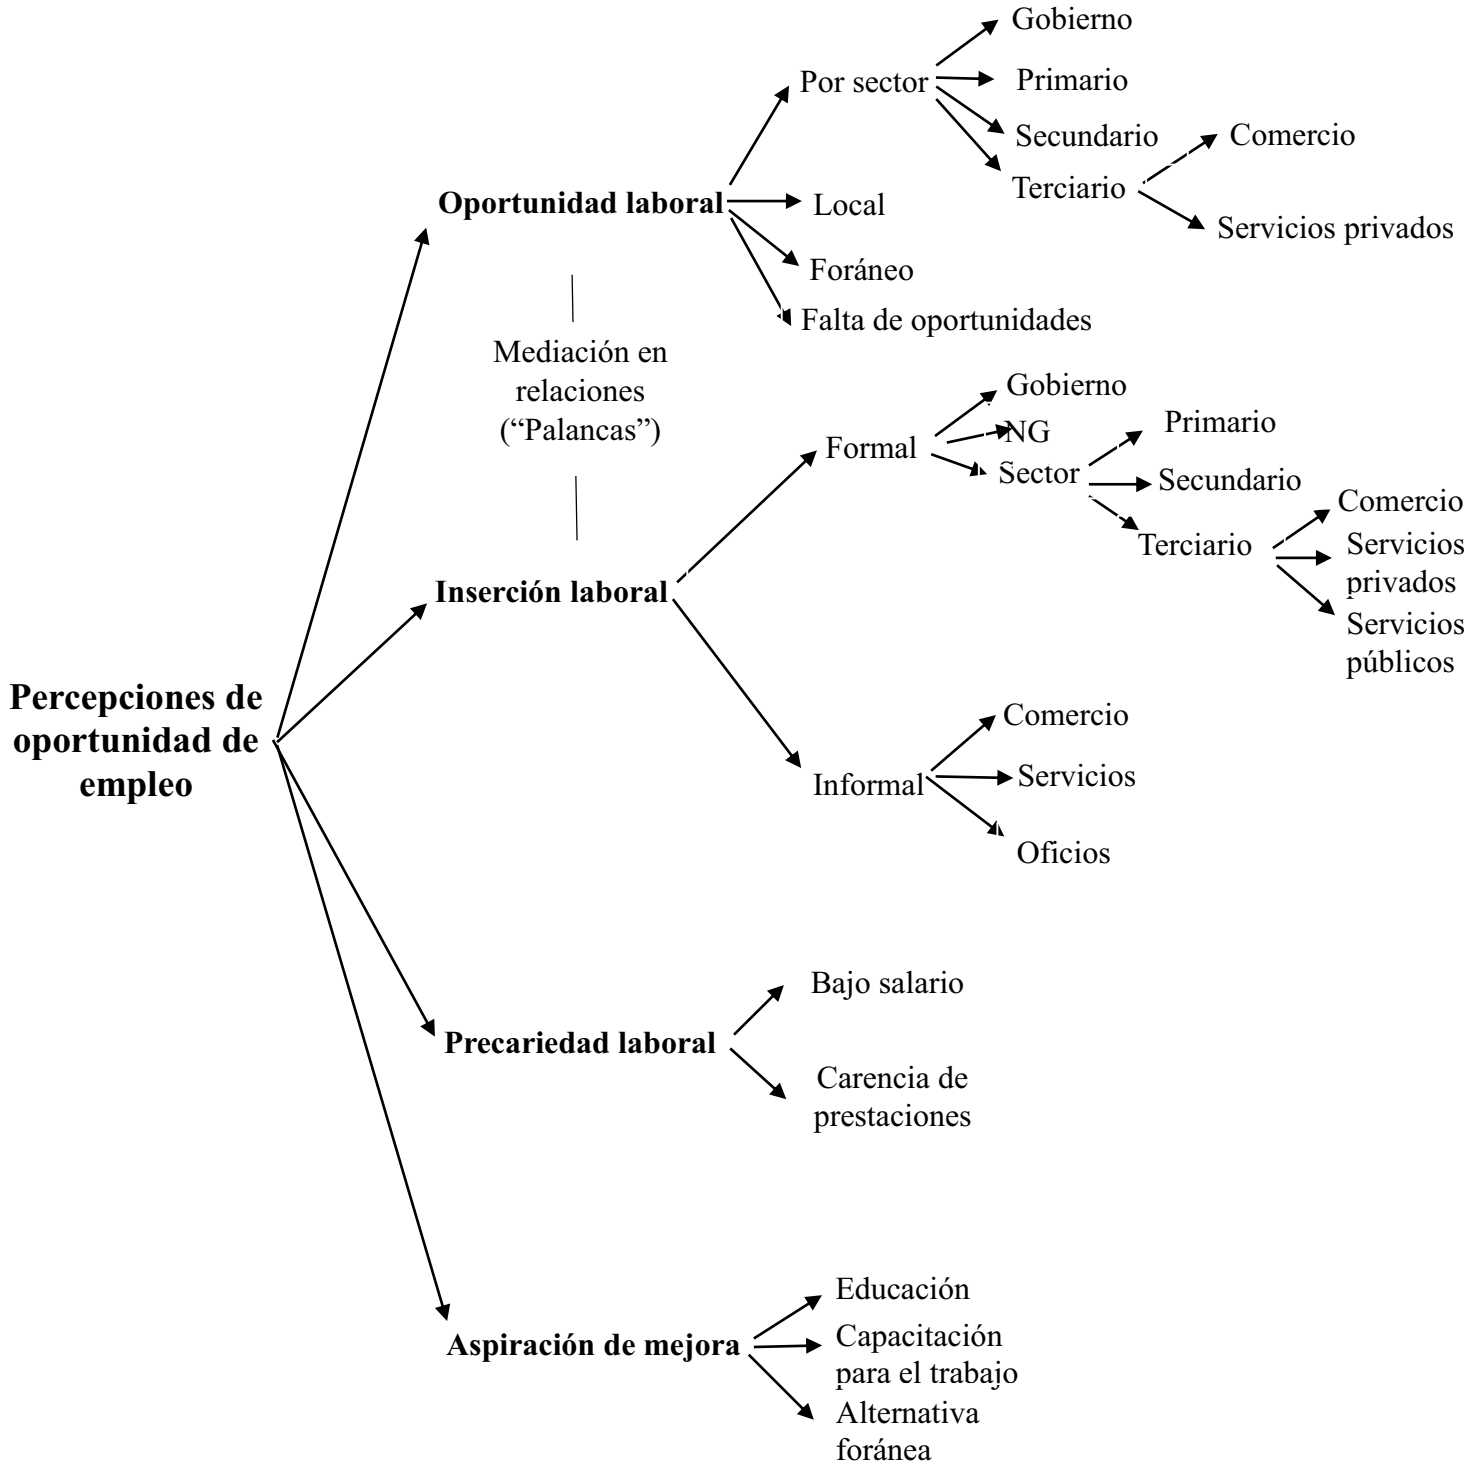 Percepciones de
oportunidad de
empleo
Oportunidad laboral
Por sector
Gobierno
Primario
Secundario
Terciario
Comercio
Servicios privados
Local
Foráneo
Falta de oportunidades
Mediación en
relaciones
(“Palancas”)
Inserción laboral
Formal
Gobierno
NG
Sector
Primario
Secundario
Terciario
Comercio
Servicios
privados
Servicios
públicos
Informal
Comercio
Servicios
Oficios
Precariedad laboral
Bajo salario
Carencia de
prestaciones
Aspiración de mejora
Educación
Capacitación
para el trabajo
Alternativa
foránea